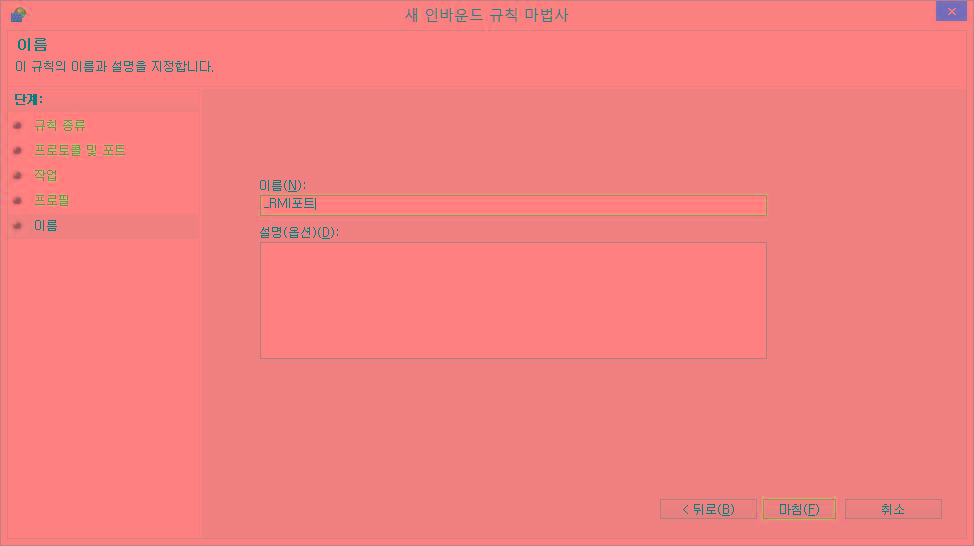 새 인바운드 규칙 마법사
이름
이 규칙의 이름과 설명을 지정합니다.
단계:
규칙 종류
프로토콜 및 포트
작업
프로필
이름
이름(N):
_RMI포트
설명(옵션)(D):
< 뒤로(B)
마침(F)
취소